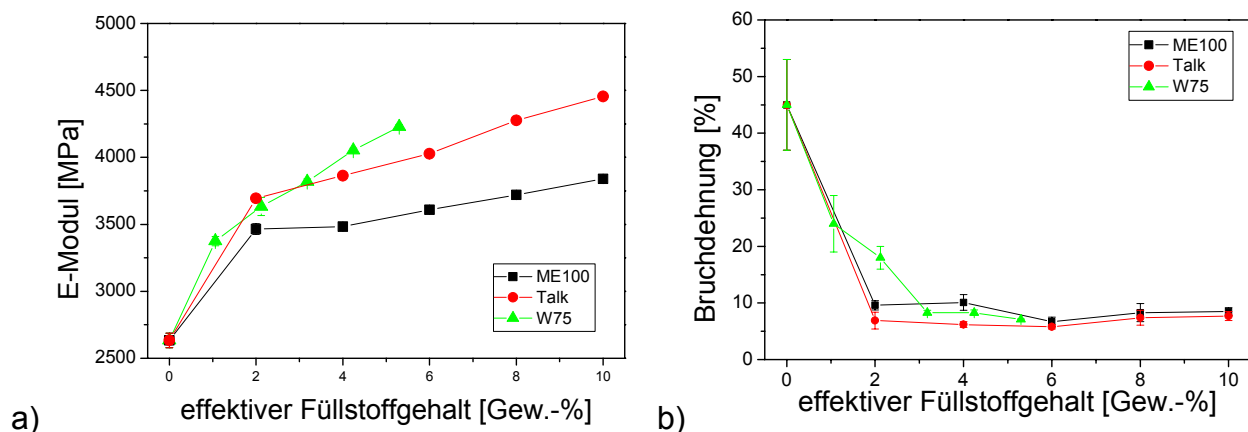 5000
4500
4000
3500
3000
2500
E-Modul [MPa]
ME100
Talk
W75
0 2 4 6 8 10
effektiver Füllstoffgehalt [Gew.-%]
a)
60
50
40
30
20
10
0
Bruchdehnung [%]
ME100
Talk
W75
0 2 4 6 8 10
effektiver Füllstoffgehalt [Gew.-%]
b)